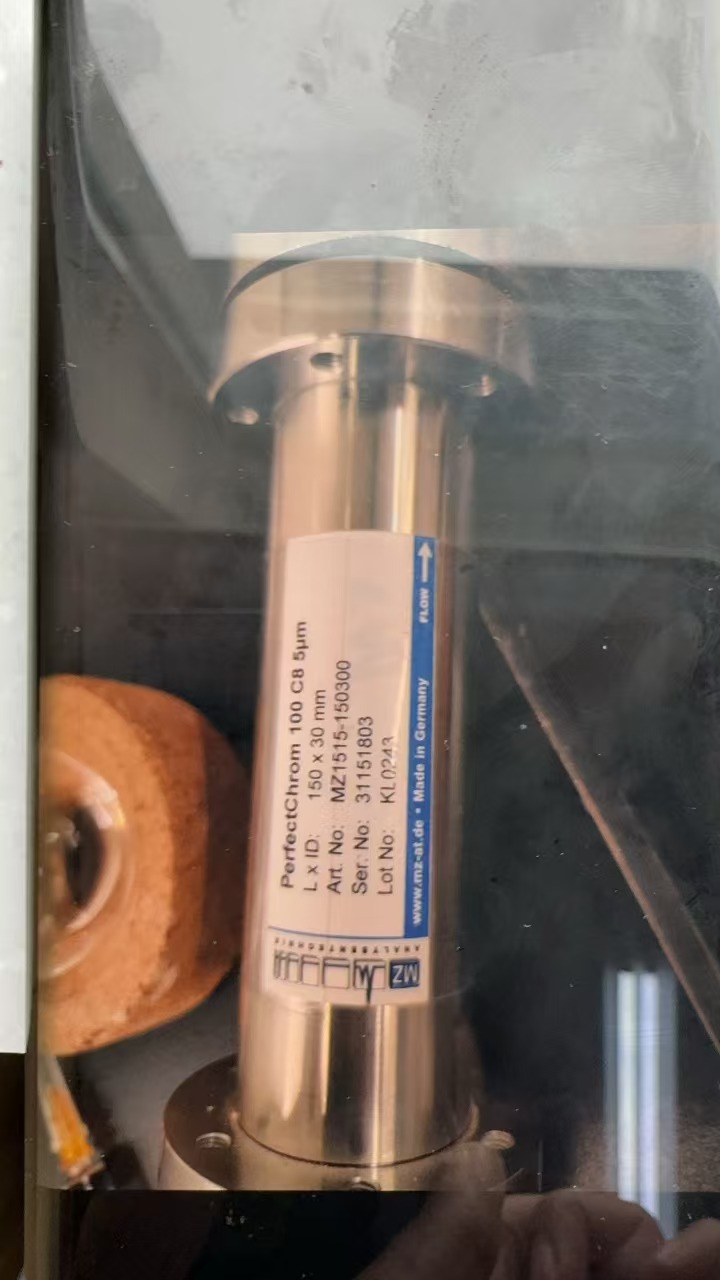 PerfectChrom 100 C8 5µm
L x ID: 150 x 30 mm
Art. No: MZ1515-150300
Ser. No: 31151803
Lot No: KL0243
www.mz-at.de • Made in Germany FLOW
MZ
ANALYSENTECHNIK